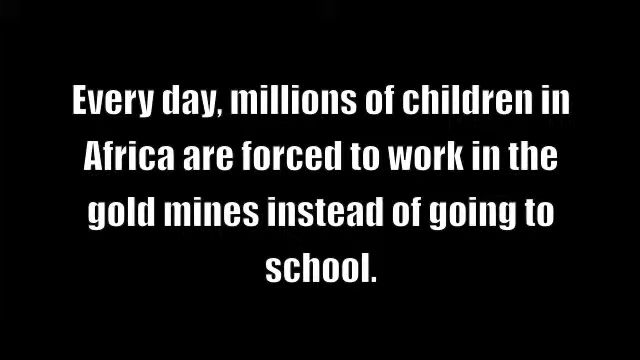 Every day, millions of children in
Africa are forced to work in the
gold mines instead of going to
school.